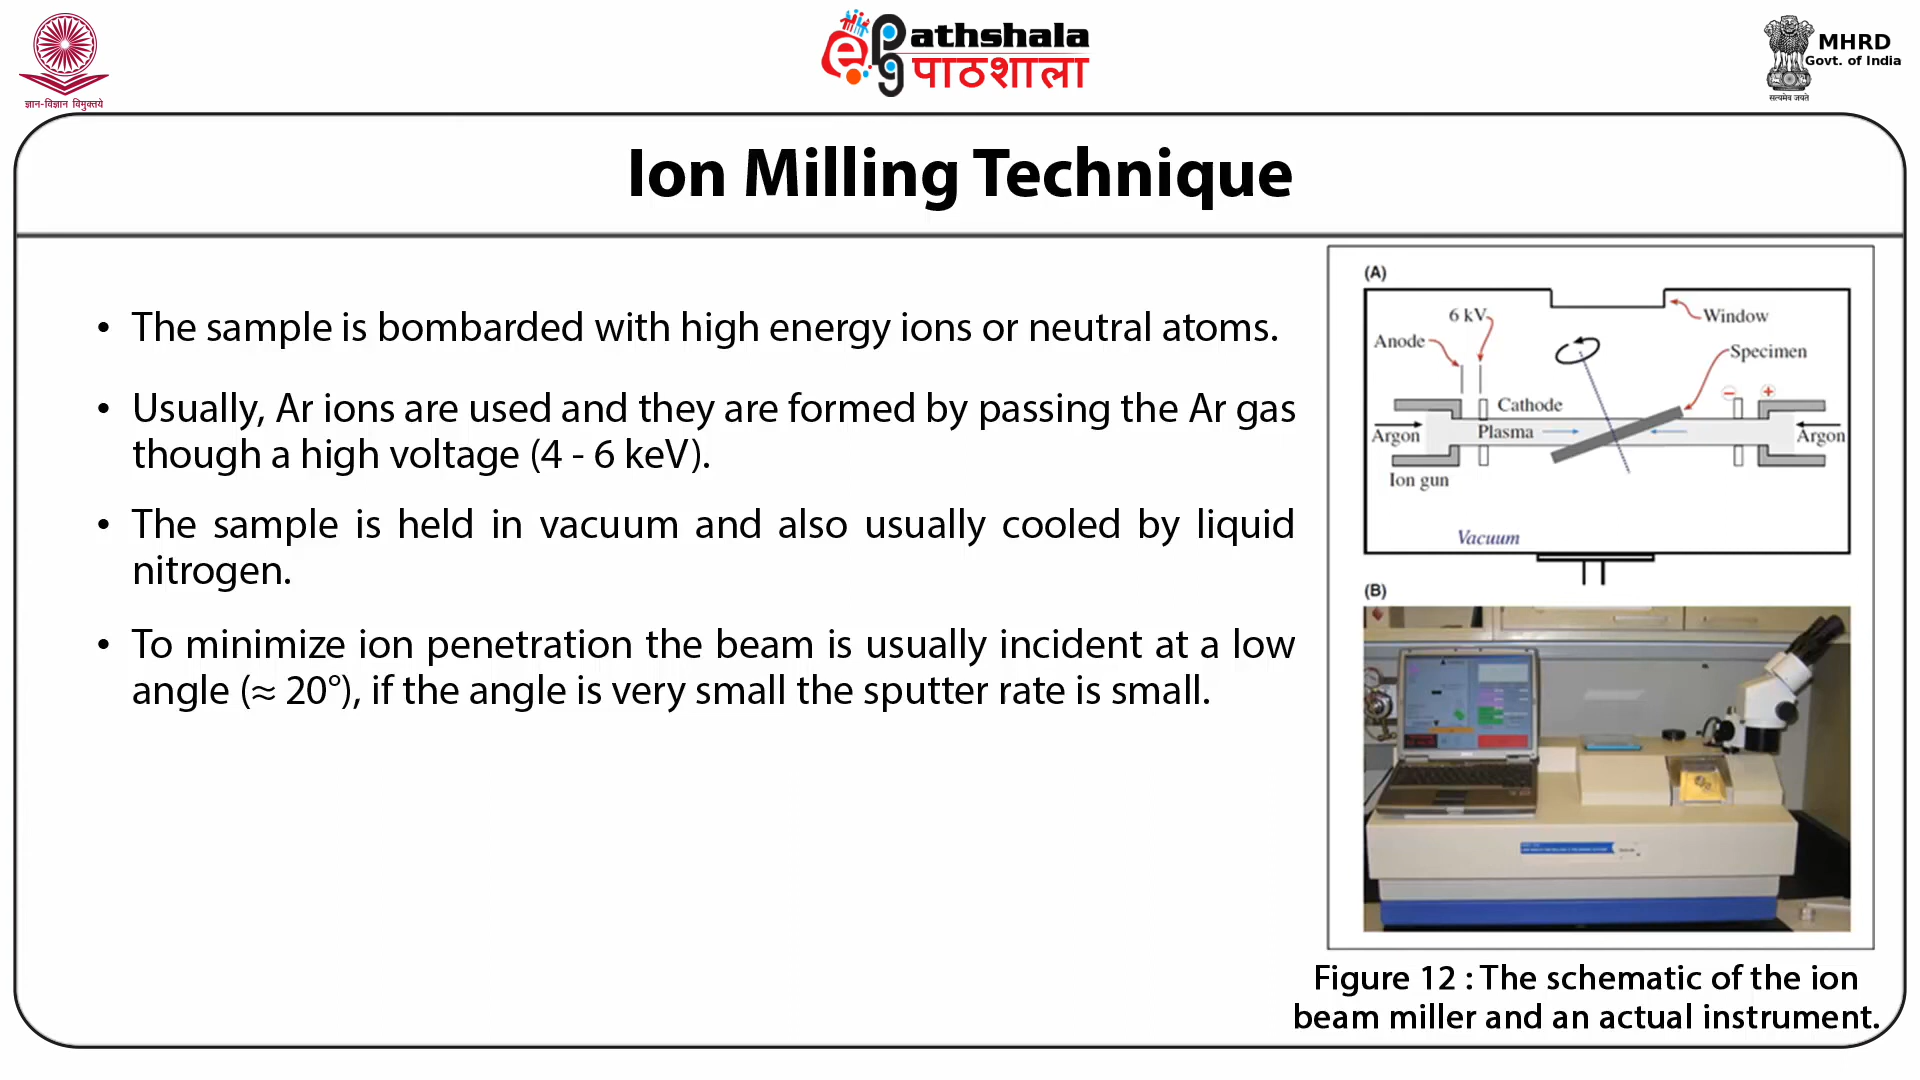 ज्ञान-विज्ञान विमुक्तये
ePathshala
पाठशाला
MHRD
Govt. of India
सत्यमेव जयते
Ion Milling Technique
• The sample is bombarded with high energy ions or neutral atoms.
• Usually, Ar ions are used and they are formed by passing the Ar gas
though a high voltage (4 - 6 keV).
• The sample is held in vacuum and also usually cooled by liquid
nitrogen.
• To minimize ion penetration the beam is usually incident at a low
angle (≈ 20°), if the angle is very small the sputter rate is small.
(A)
6 kV
Window
Anode
Specimen
− +
Cathode
Argon
Plasma
Argon
Ion gun
Vacuum
(B)
Figure 12 : The schematic of the ion
beam miller and an actual instrument.